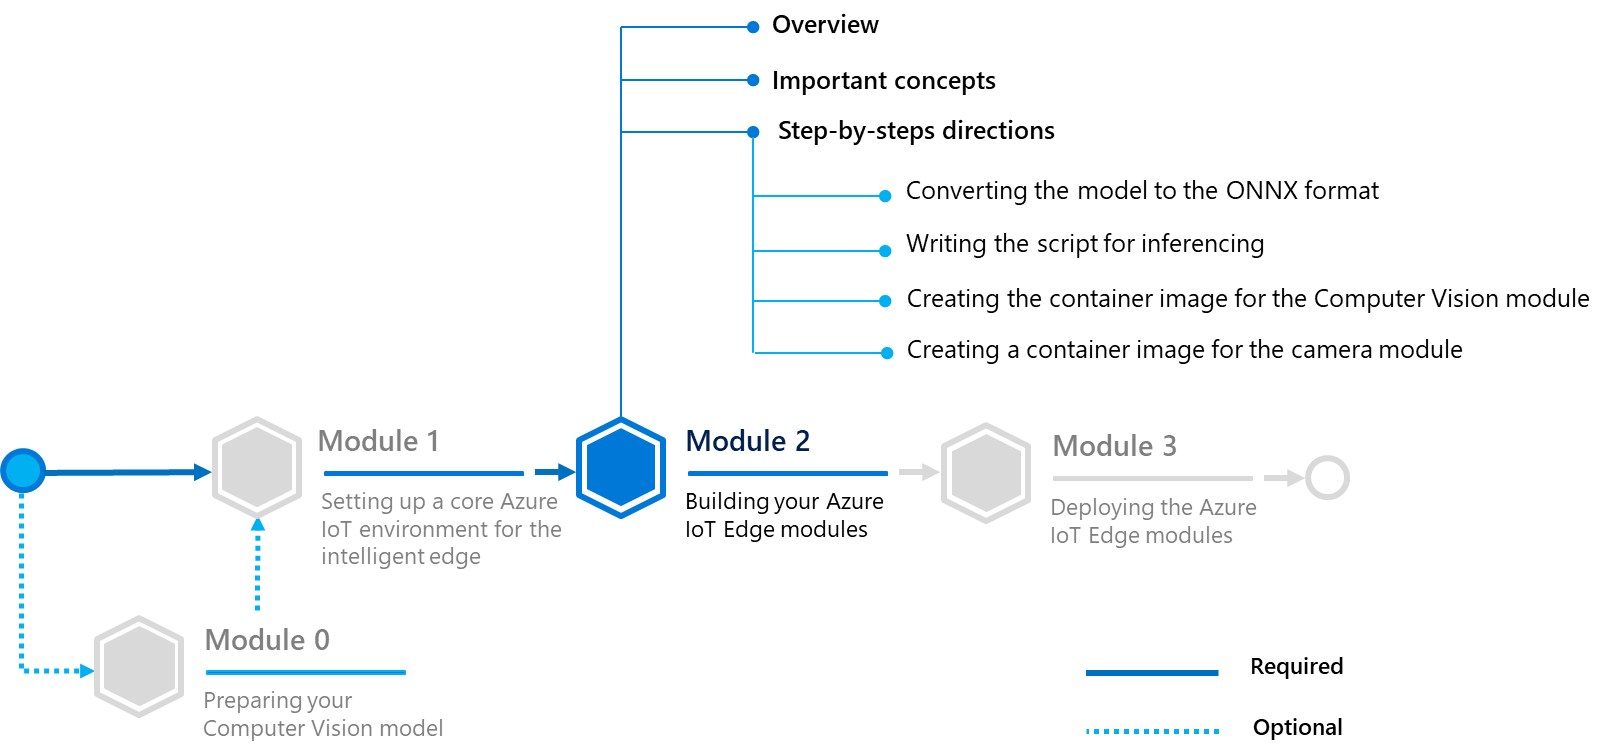 Overview
Important concepts
Step-by-steps directions
Converting the model to the ONNX format
Writing the script for inferencing
Creating the container image for the Computer Vision module
Creating a container image for the camera module
Module 1
Setting up a core Azure
IoT environment for the
intelligent edge
Module 2
Building your Azure
IoT Edge modules
Module 3
Deploying the Azure
IoT Edge modules
Module 0
Preparing your
Computer Vision model
Required
Optional